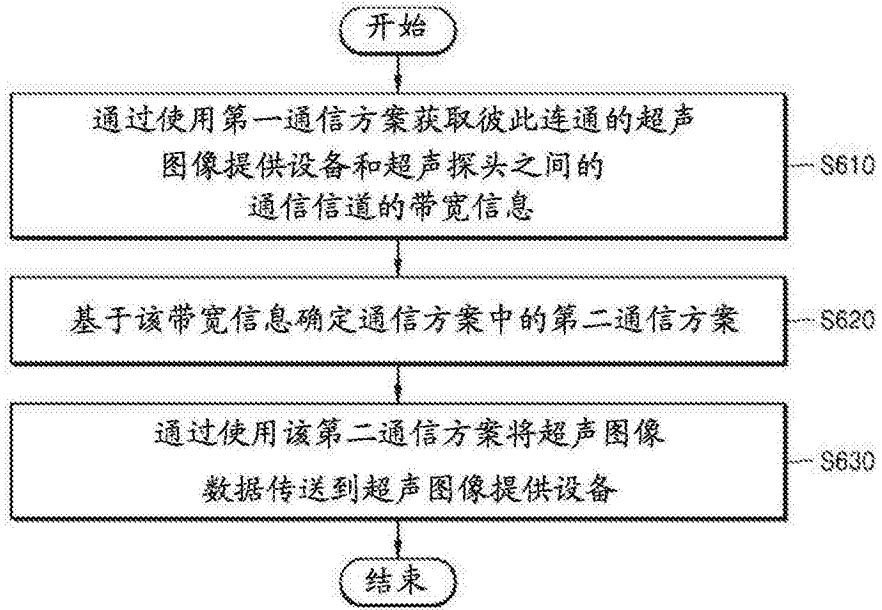 开始
通过使用第一通信方案获取彼此连通的超声
图像提供设备和超声探头之间的
通信信道的带宽信息
S610
基于该带宽信息确定通信方案中的第二通信方案
S620
通过使用该第二通信方案将超声图像
数据传送到超声图像提供设备
S630
结束